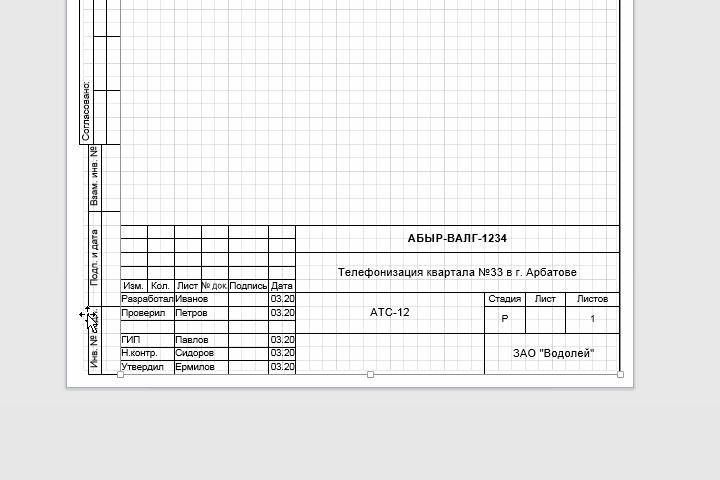 Согласовано:
Взам. инв. №
Подп. и дата
Инв. №
АБЫР-ВАЛГ-1234
Телефонизация квартала №33 в г. Арбатове
Изм. Кол. Лист № док. Подпись Дата
Разработал Иванов 03.20
Проверил Петров 03.20
ГИП Павлов 03.20
Н.контр. Сидоров 03.20
Утвердил Ермилов 03.20
АТС-12
Стадия Лист Листов
Р 1
ЗАО "Водолей"